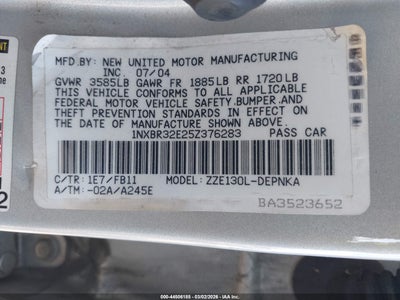 MFD.BY: NEW UNITED MOTOR MANUFACTURING
INC. 07/04
GVWR 3585LB GAWR FR 1885LB RR 1720LB
THIS VEHICLE CONFORMS TO ALL APPLICABLE
FEDERAL MOTOR VEHICLE SAFETY,BUMPER,AND
THEFT PREVENTION STANDARDS IN EFFECT ON THE
DATE OF MANUFACTURE SHOWN ABOVE.
1NXBR32E25Z376283 PASS CAR
C/TR: 1E7/FB11 MODEL: ZZE130L-DEPNKA
A/TM: -02A/A245E
BA3523652
3
2
000-44506185 - 03/02/2026 - IAA Inc.